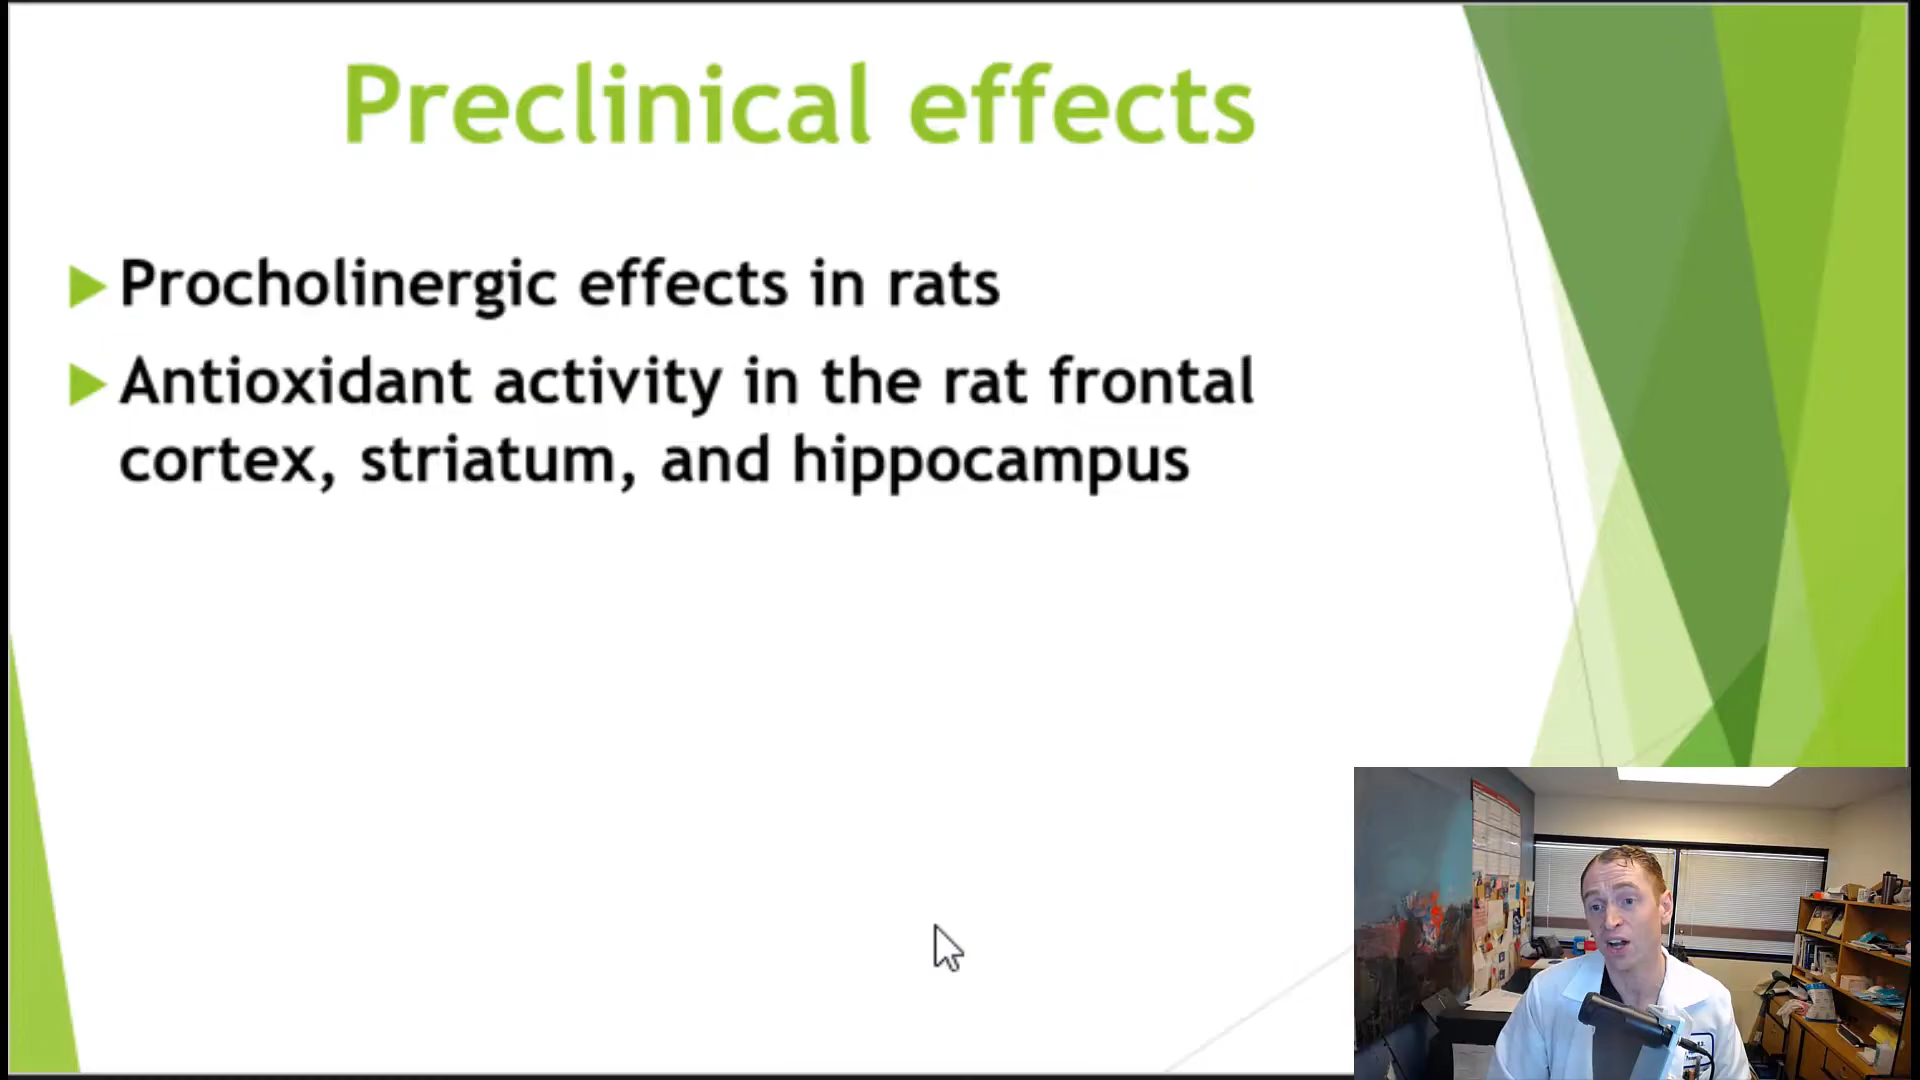 Preclinical effects
Procholinergic effects in rats
Antioxidant activity in the rat frontal
cortex, striatum, and hippocampus